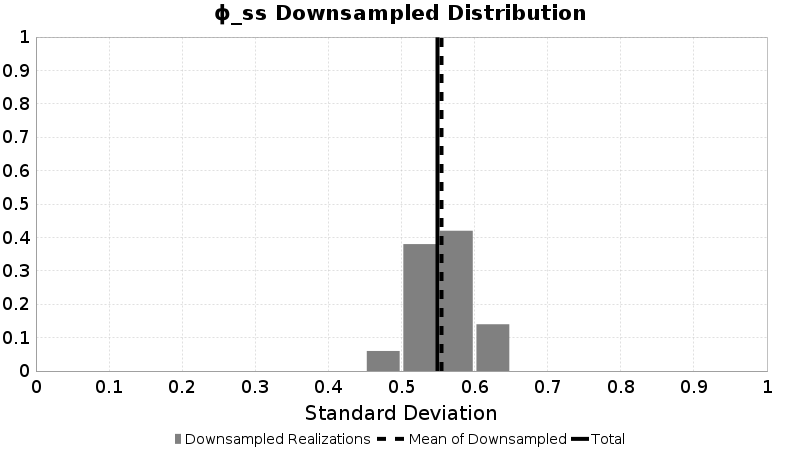 ϕ_ss Downsampled Distribution
1
0.9
0.8
0.7
0.6
0.5
0.4
0.3
0.2
0.1
0
0 0.1 0.2 0.3 0.4 0.5 0.6 0.7 0.8 0.9 1
Standard Deviation
Downsampled Realizations Mean of Downsampled Total